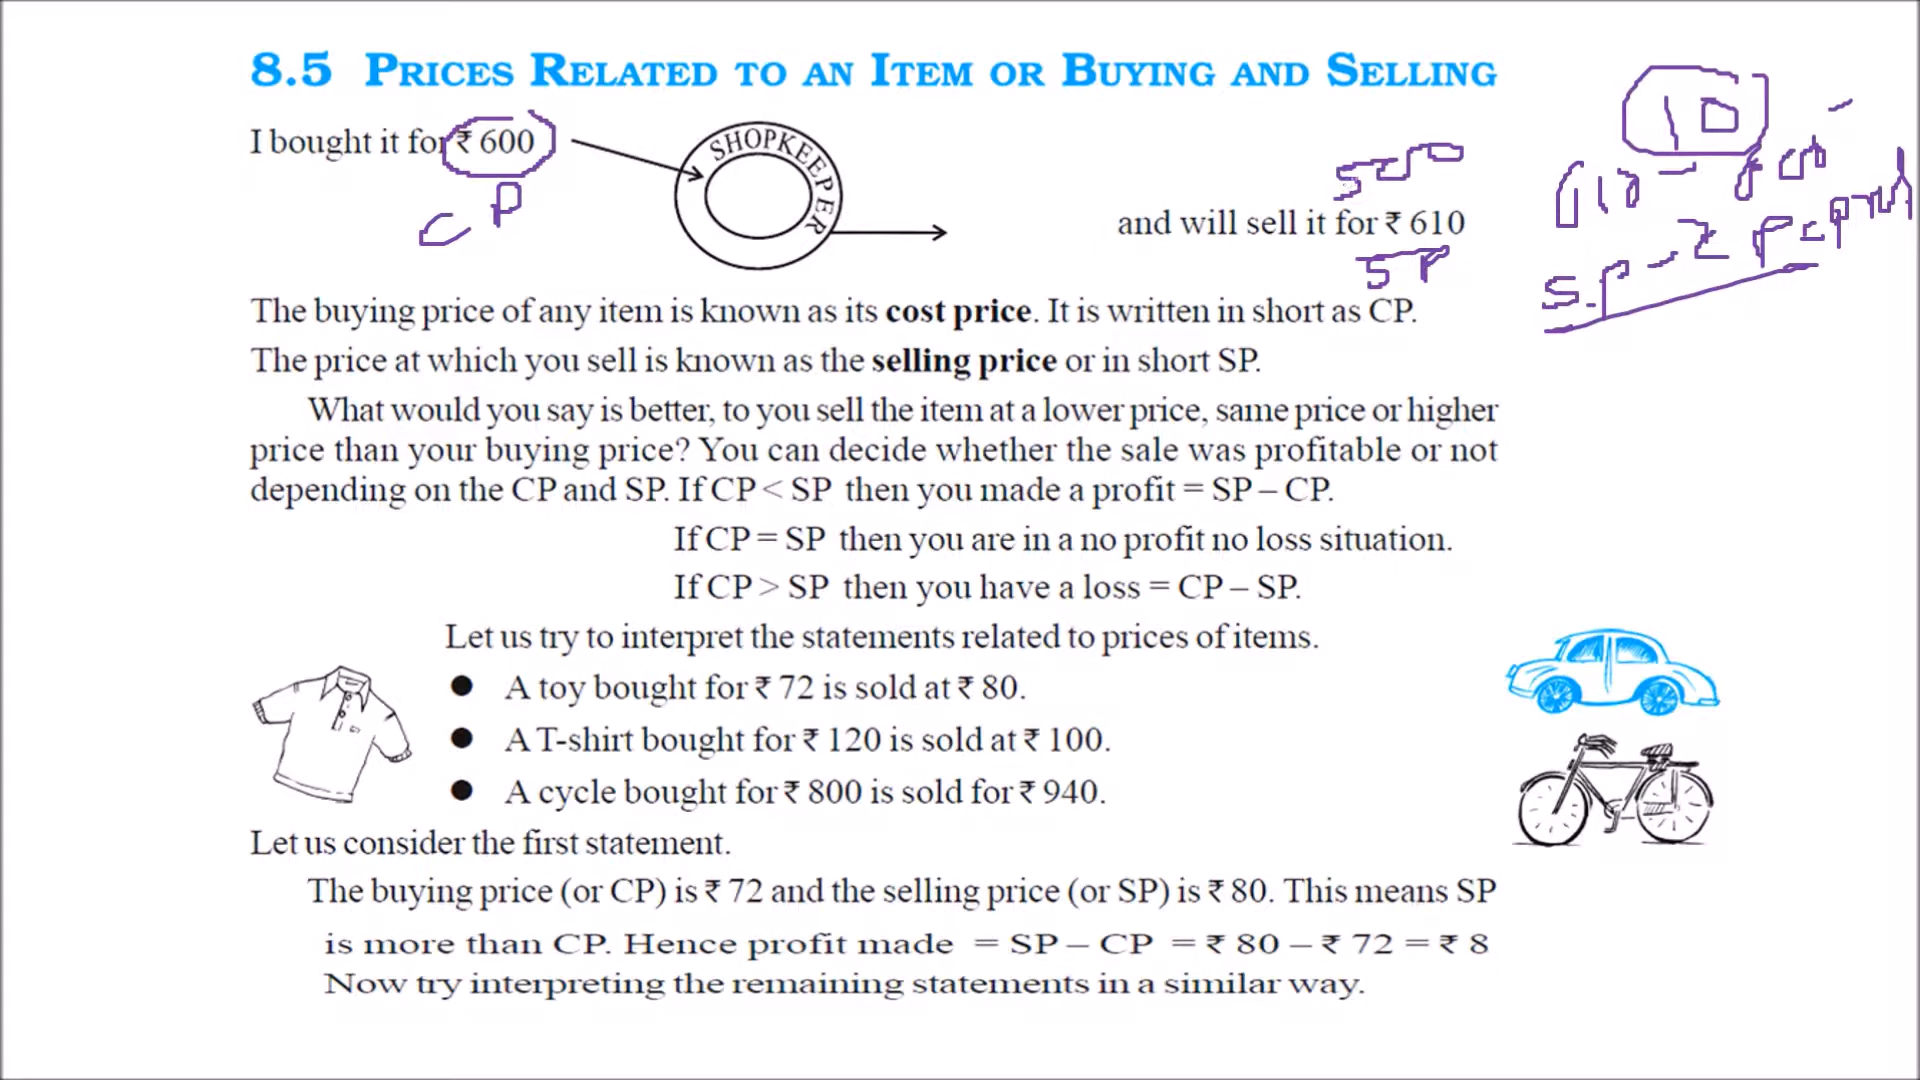 8.5 PRICES RELATED TO AN ITEM OR BUYING AND SELLING
I bought it for ₹ 600
SHOPKEEPER
CP
10
and will sell it for ₹ 610
SP
The buying price of any item is known as its cost price. It is written in short as CP.
The price at which you sell is known as the selling price or in short SP.
What would you say is better, to you sell the item at a lower price, same price or higher
price than your buying price? You can decide whether the sale was profitable or not
depending on the CP and SP. If CP < SP then you made a profit = SP – CP.
If CP = SP then you are in a no profit no loss situation.
If CP > SP then you have a loss = CP – SP.
Let us try to interpret the statements related to prices of items.
● A toy bought for ₹ 72 is sold at ₹ 80.
● A T-shirt bought for ₹ 120 is sold at ₹ 100.
● A cycle bought for ₹ 800 is sold for ₹ 940.
Let us consider the first statement.
The buying price (or CP) is ₹ 72 and the selling price (or SP) is ₹ 80. This means SP
is more than CP. Hence profit made = SP – CP = ₹ 80 – ₹ 72 = ₹ 8
Now try interpreting the remaining statements in a similar way.